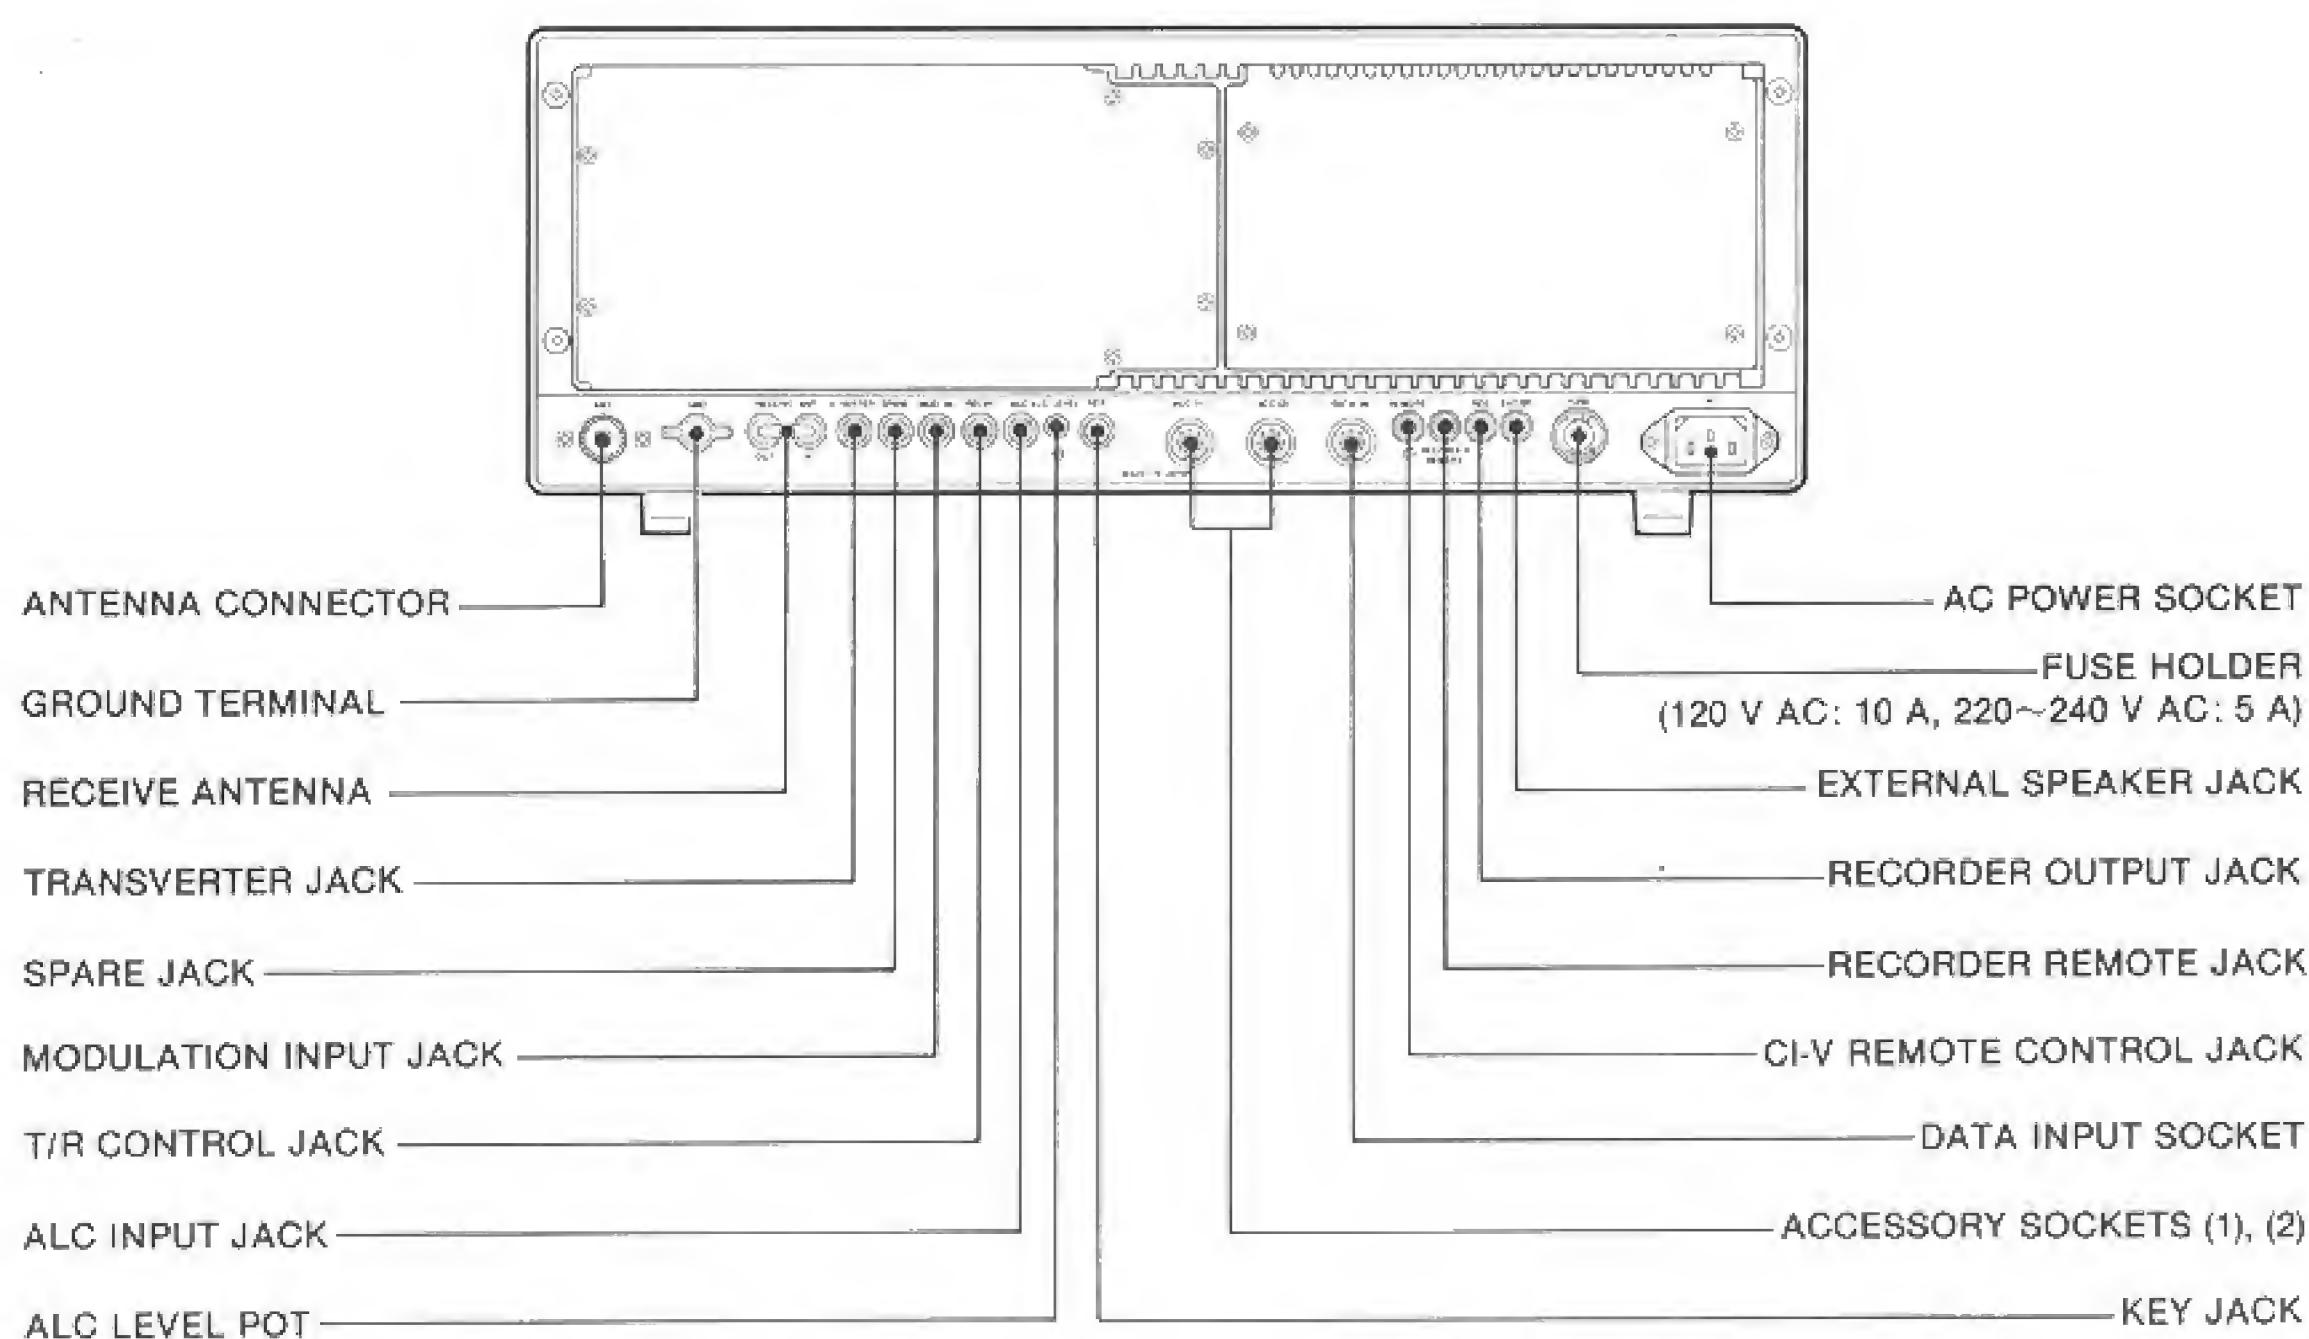 ANTENNA CONNECTOR
GROUND TERMINAL
RECEIVE ANTENNA
TRANSVERTER JACK
SPARE JACK
MODULATION INPUT JACK
T/R CONTROL JACK
ALC INPUT JACK
ALC LEVEL POT
AC POWER SOCKET
FUSE HOLDER
(120 V AC: 10 A, 220~240 V AC: 5 A)
EXTERNAL SPEAKER JACK
RECORDER OUTPUT JACK
RECORDER REMOTE JACK
CI-V REMOTE CONTROL JACK
DATA INPUT SOCKET
ACCESSORY SOCKETS (1), (2)
KEY JACK